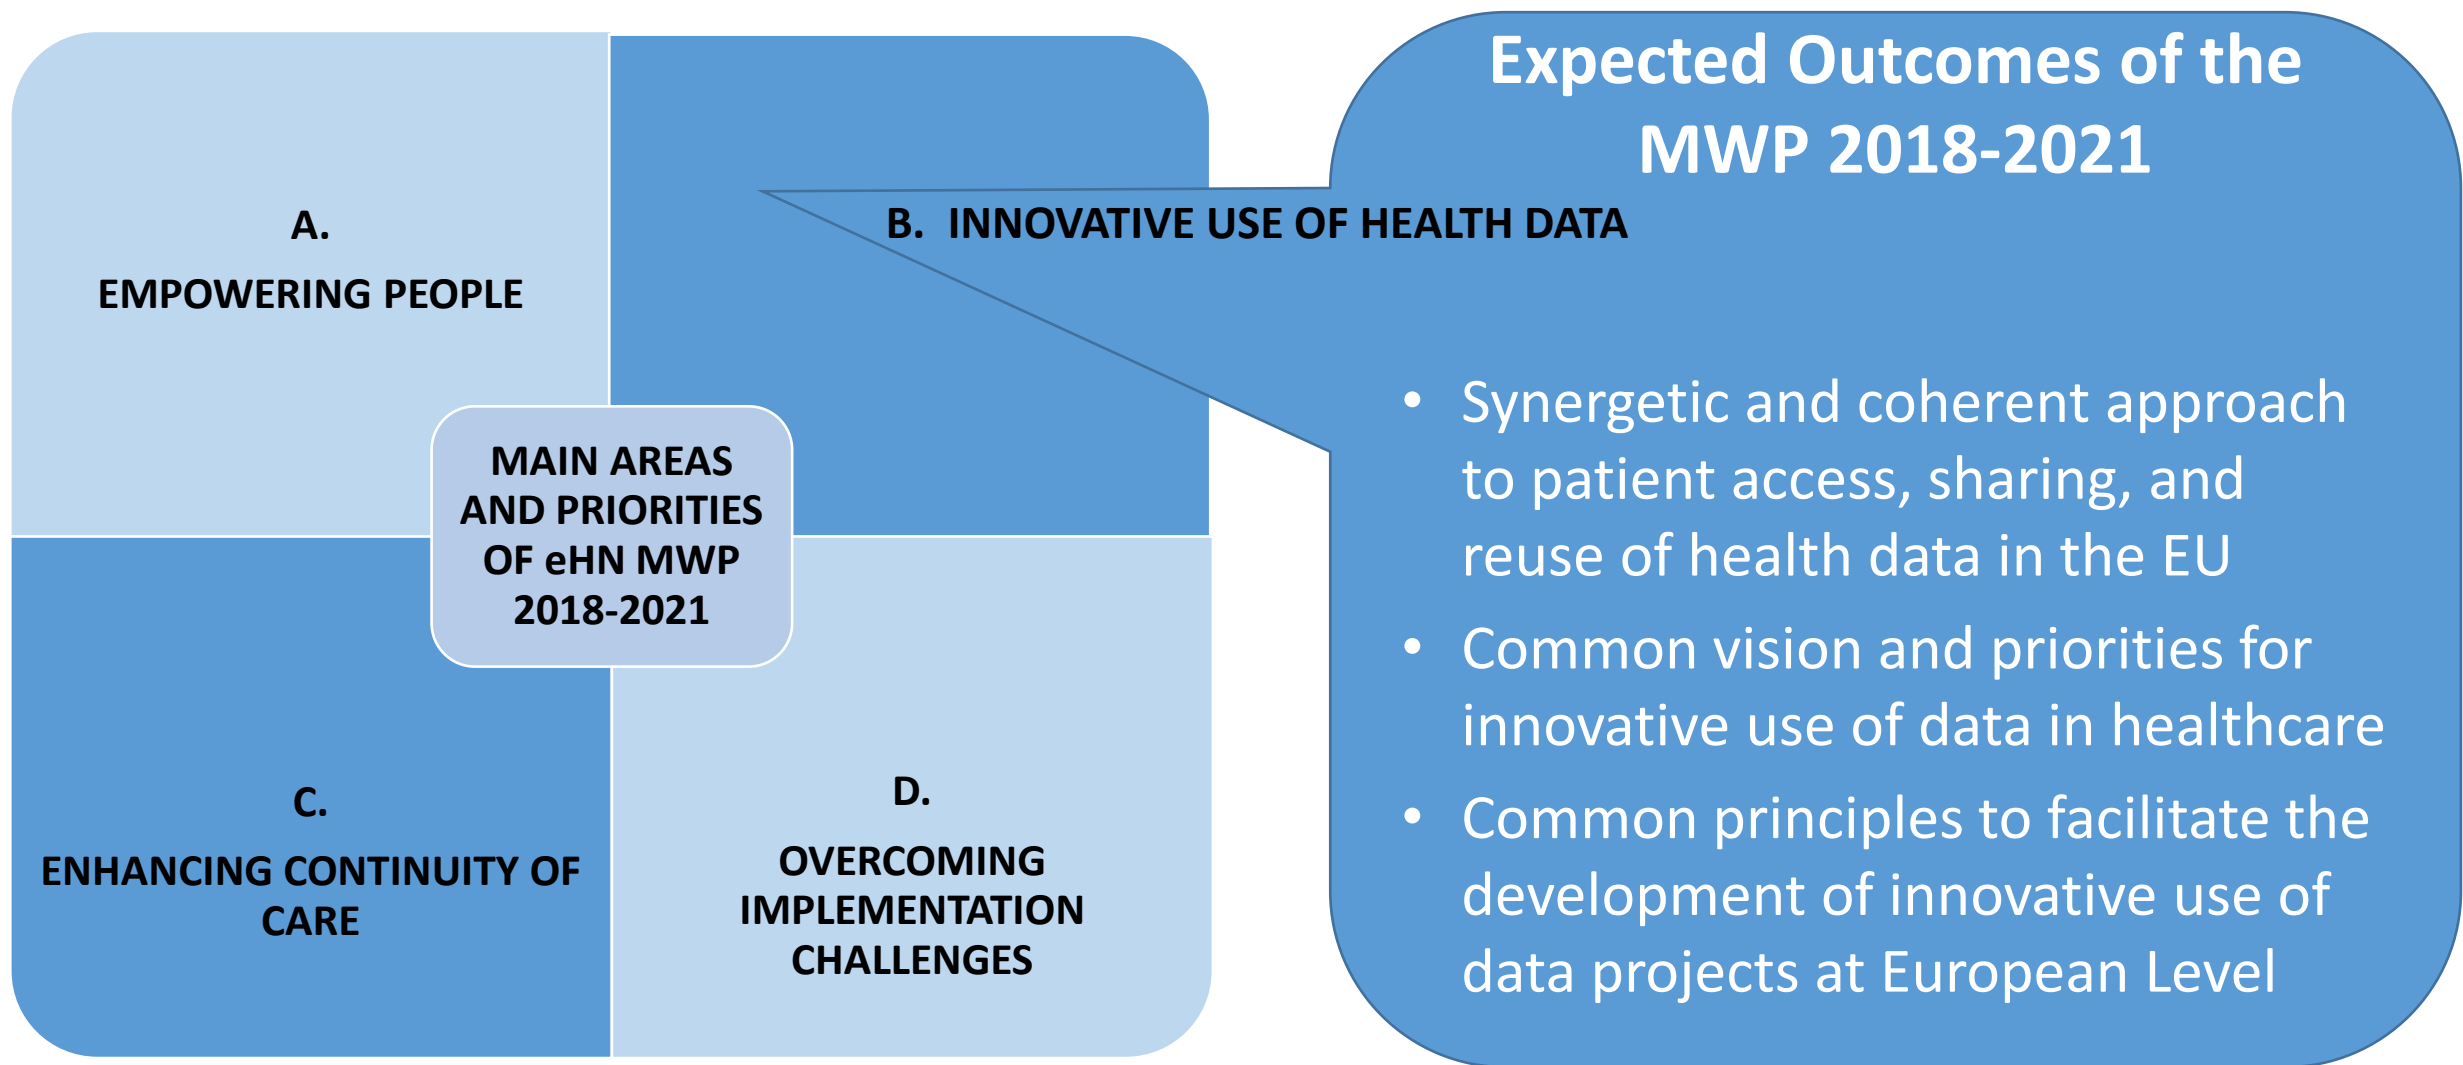 A.
EMPOWERING PEOPLE
B. INNOVATIVE USE OF HEALTH DATA
MAIN AREAS
AND PRIORITIES
OF eHN MWP
2018-2021
C.
ENHANCING CONTINUITY OF
CARE
D.
OVERCOMING
IMPLEMENTATION
CHALLENGES
Expected Outcomes of the
MWP 2018-2021
• Synergetic and coherent approach
to patient access, sharing, and
reuse of health data in the EU
• Common vision and priorities for
innovative use of data in healthcare
• Common principles to facilitate the
development of innovative use of
data projects at European Level